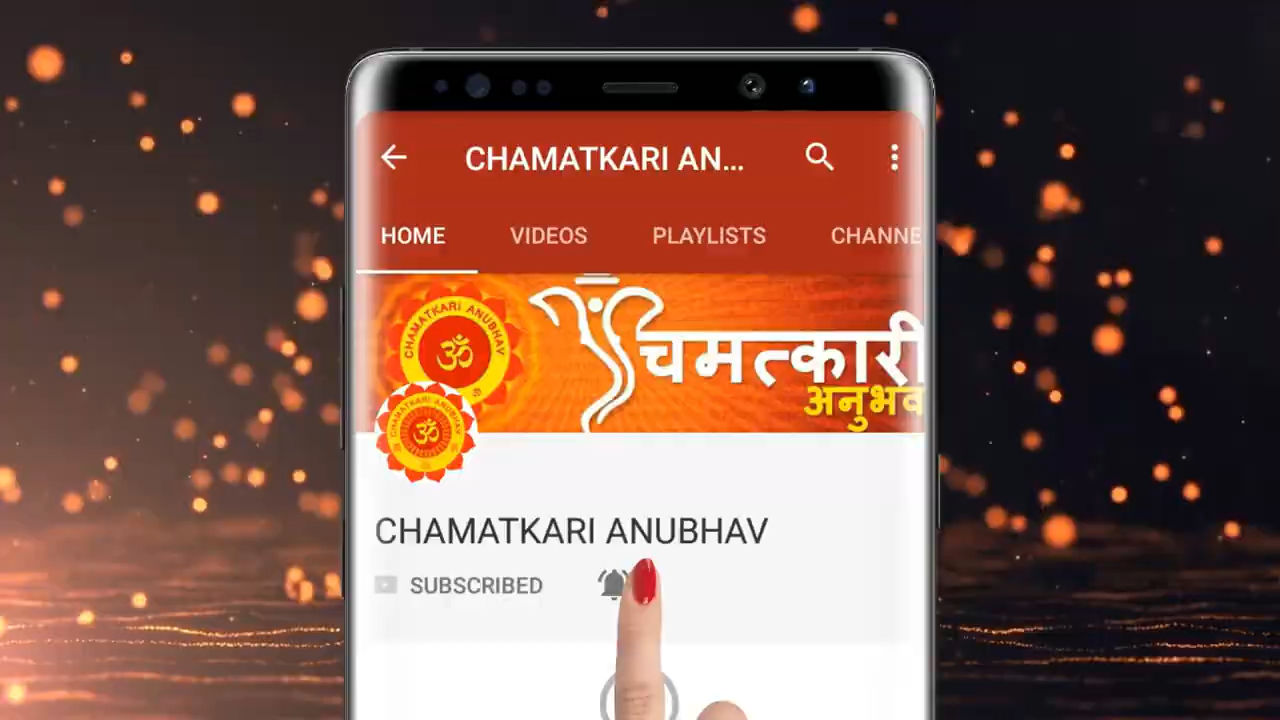 CHAMATKARI AN...
HOME VIDEOS PLAYLISTS CHANNE
CHAMATKARI ANUBHAV
ॐ
चमत्कारी
अनुभव
CHAMATKARI ANUBHAV
ॐ
CHAMATKARI ANUBHAV
SUBSCRIBED